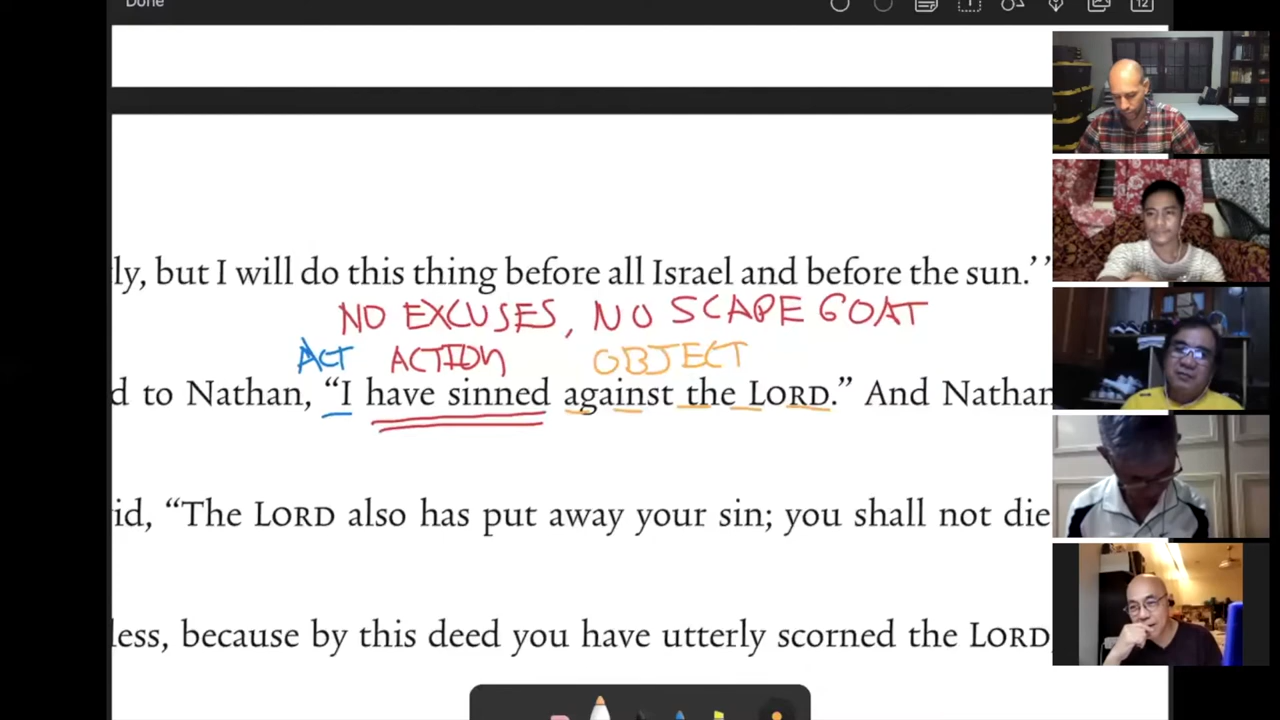 Done
12
ly, but I will do this thing before all Israel and before the sun.’ ’
NO EXCUSES, NO SCAPE GOAT
ACT ACTION OBJECT
d to Nathan, “I have sinned against the LORD.” And Nathan
id, “The LORD also has put away your sin; you shall not die
less, because by this deed you have utterly scorned the LORD,